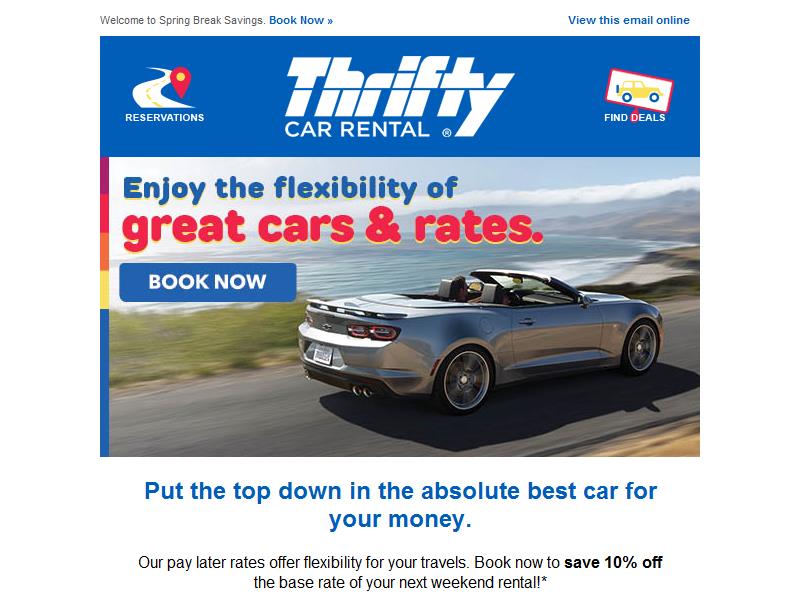 Welcome to Spring Break Savings. Book Now »
View this email online
RESERVATIONS
Thrifty
CAR RENTAL ®
FIND DEALS
Enjoy the flexibility of
great cars & rates.
BOOK NOW
Put the top down in the absolute best car for
your money.
Our pay later rates offer flexibility for your travels. Book now to save 10% off
the base rate of your next weekend rental!*